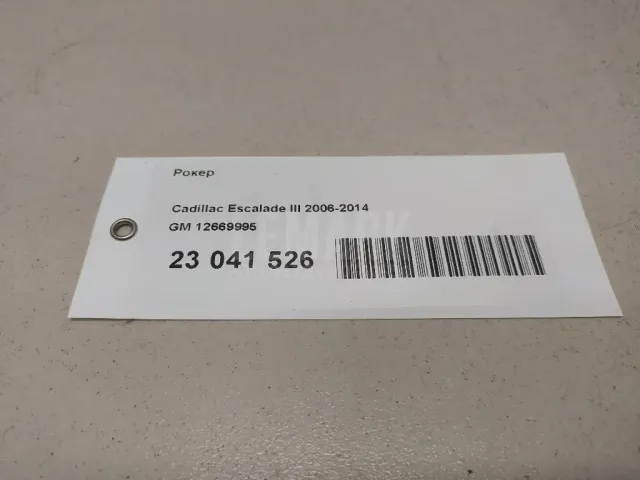 Рокер
Cadillac Escalade III 2006-2014
GM 12669995
23 041 526